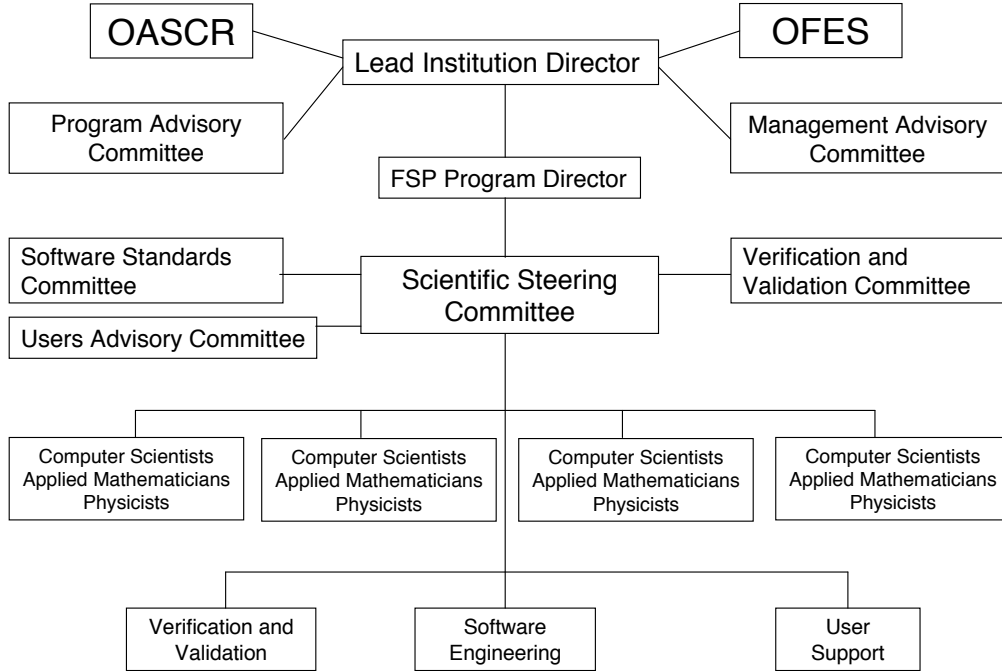 OASCR
OFES
Lead Institution Director
Program Advisory
Committee
Management Advisory
Committee
FSP Program Director
Software Standards
Committee
Scientific Steering
Committee
Verification and
Validation Committee
Users Advisory Committee
Computer Scientists
Applied Mathematicians
Physicists
Computer Scientists
Applied Mathematicians
Physicists
Computer Scientists
Applied Mathematicians
Physicists
Computer Scientists
Applied Mathematicians
Physicists
Verification and
Validation
Software
Engineering
User
Support